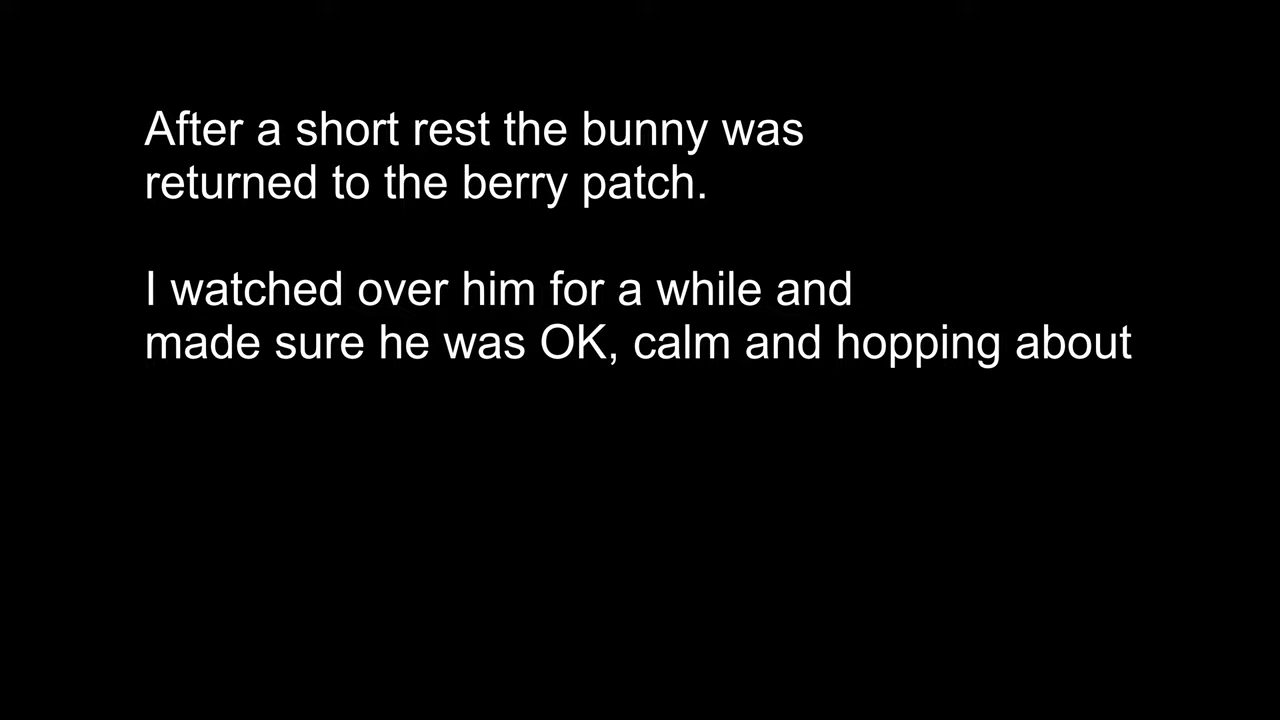 After a short rest the bunny was
returned to the berry patch.
I watched over him for a while and
made sure he was OK, calm and hopping about